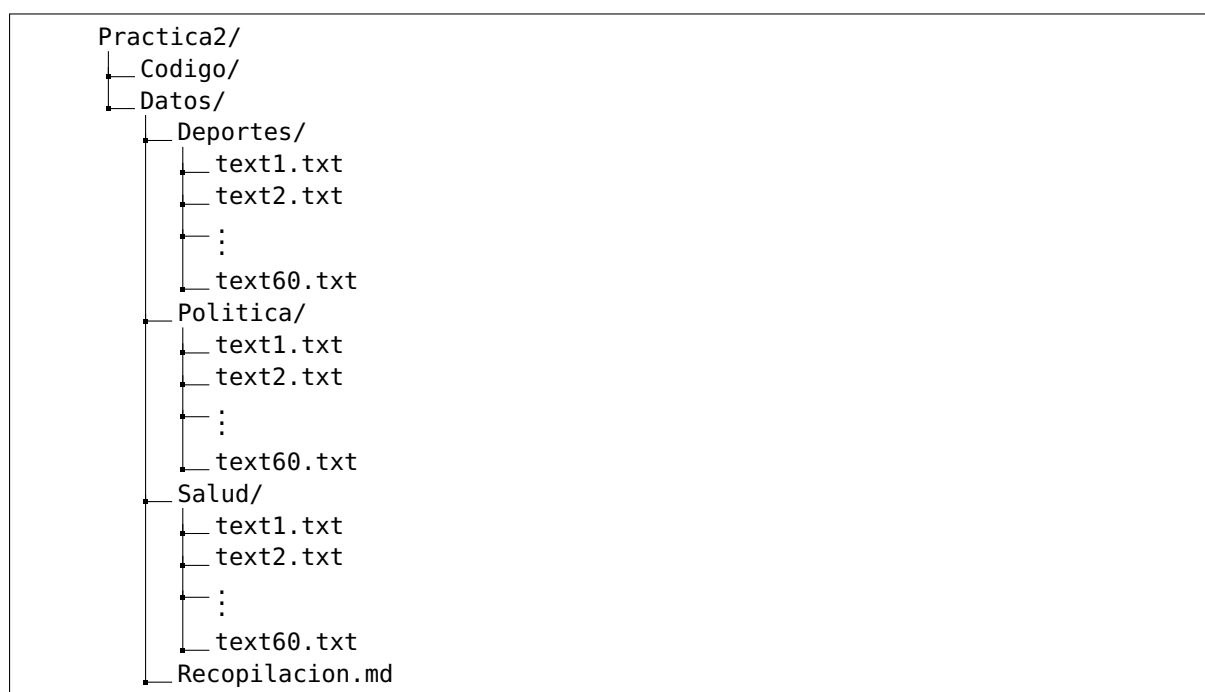 Practica2/
Codigo/
Datos/
Deportes/
text1.txt
text2.txt
⋮
text60.txt
Politica/
text1.txt
text2.txt
⋮
text60.txt
Salud/
text1.txt
text2.txt
⋮
text60.txt
Recopilacion.md